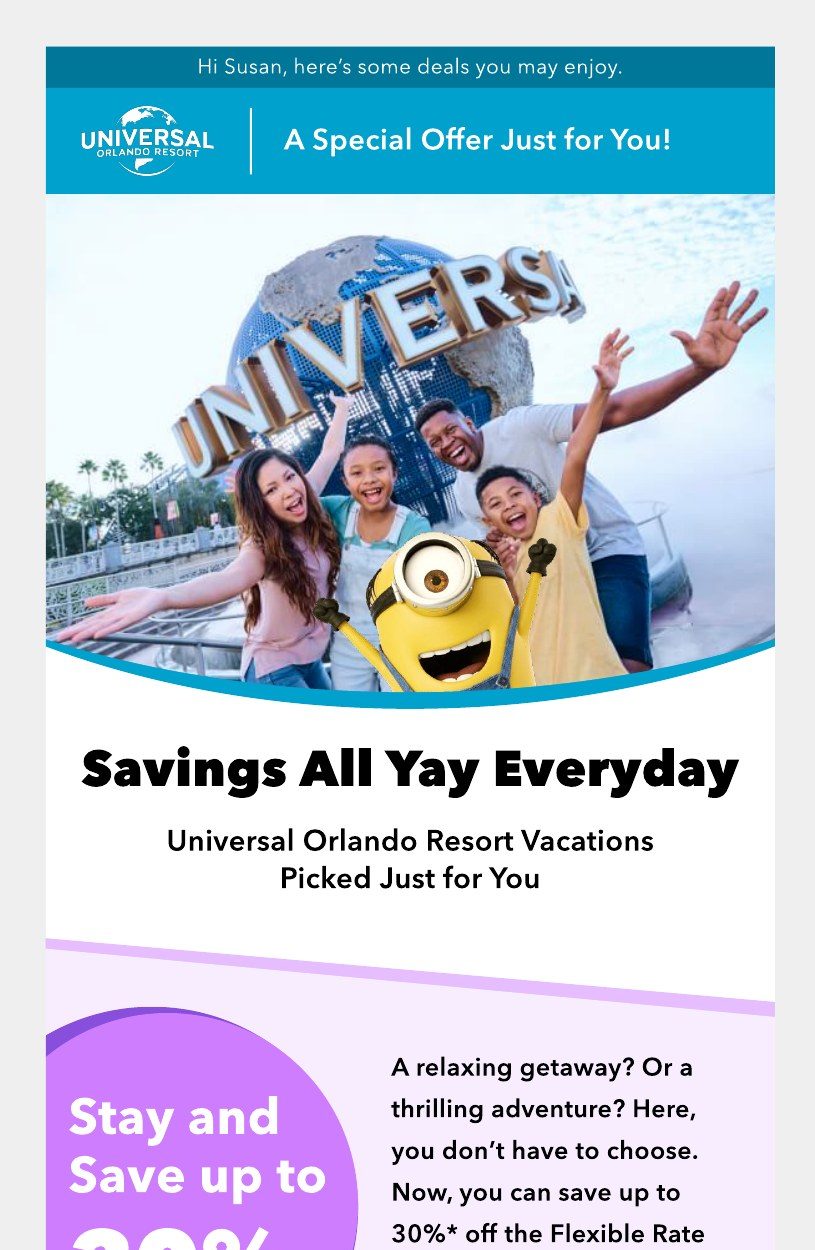 Hi Susan, here's some deals you may enjoy.
UNIVERSAL
ORLANDO RESORT
A Special Offer Just for You!
UNIVERSA
Savings All Yay Everyday
Universal Orlando Resort Vacations
Picked Just for You
Stay and
Save up to
A relaxing getaway? Or a
thrilling adventure? Here,
you don't have to choose.
Now, you can save up to
30%* off the Flexible Rate